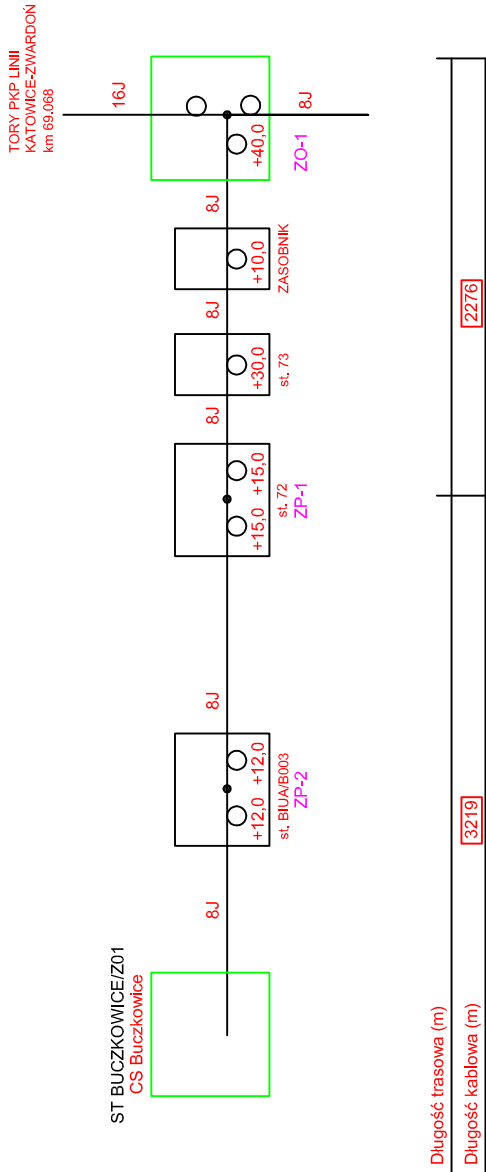 ST BUCZKOWICE/Z01
CS Buczkowice
8J
+12,0
+12,0
st. BIUA/B003
ZP-2
8J
+15,0
+15,0
st. 72
ZP-1
8J
+30,0
st. 73
8J
+10,0
ZASOBNIK
8J
+40,0
ZO-1
TORY PKP LINII
KATOWICE-ZWARDOŃ
km 69.068
16J
8J
Długość trasowa (m)
Długość kablowa (m)
3219
2276